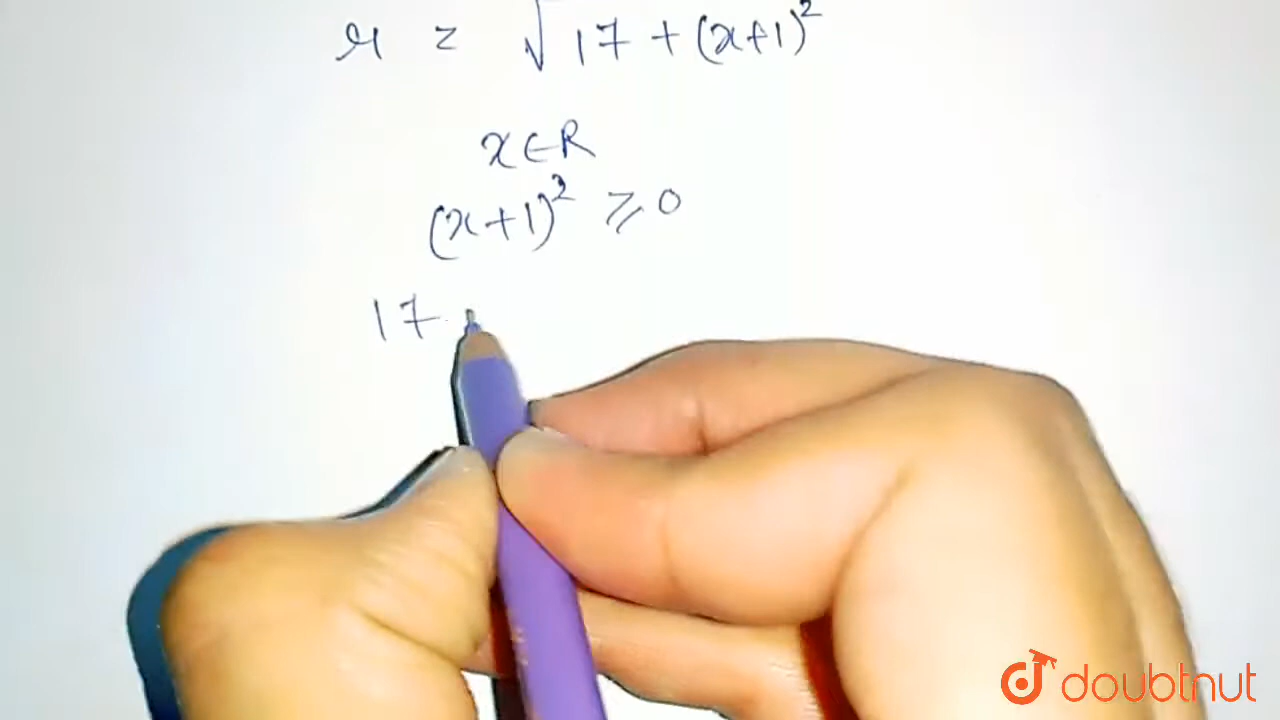 r = √17 + (x+1)²
x ∈ R
(x+1)² ≥ 0
17
doubtnut